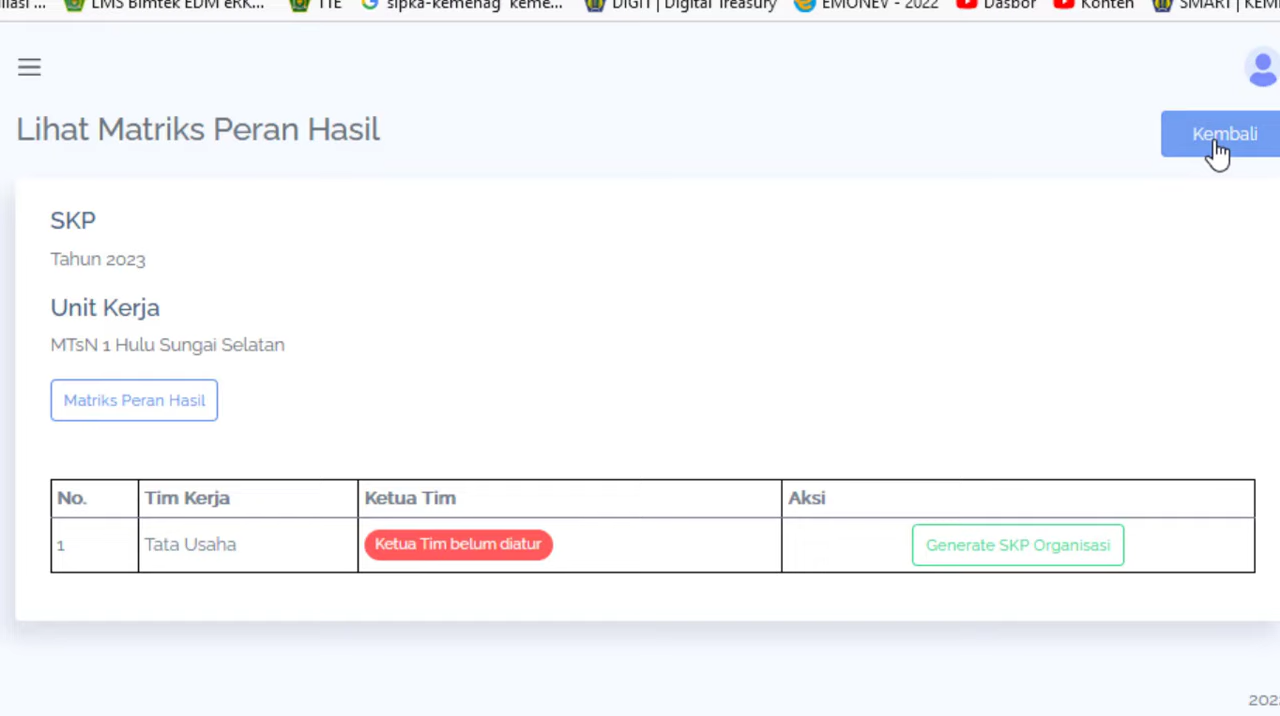 LMS Bimtek EDM eRK... TTE sipka-kemenag keme... DIGIT | Digital Treasury EMONEV - 2022 Dasbor Konten SMART | KEM
Lihat Matriks Peran Hasil
Kembali
SKP
Tahun 2023
Unit Kerja
MTsN 1 Hulu Sungai Selatan
Matriks Peran Hasil
No. Tim Kerja Ketua Tim Aksi
1 Tata Usaha Ketua Tim belum diatur Generate SKP Organisasi